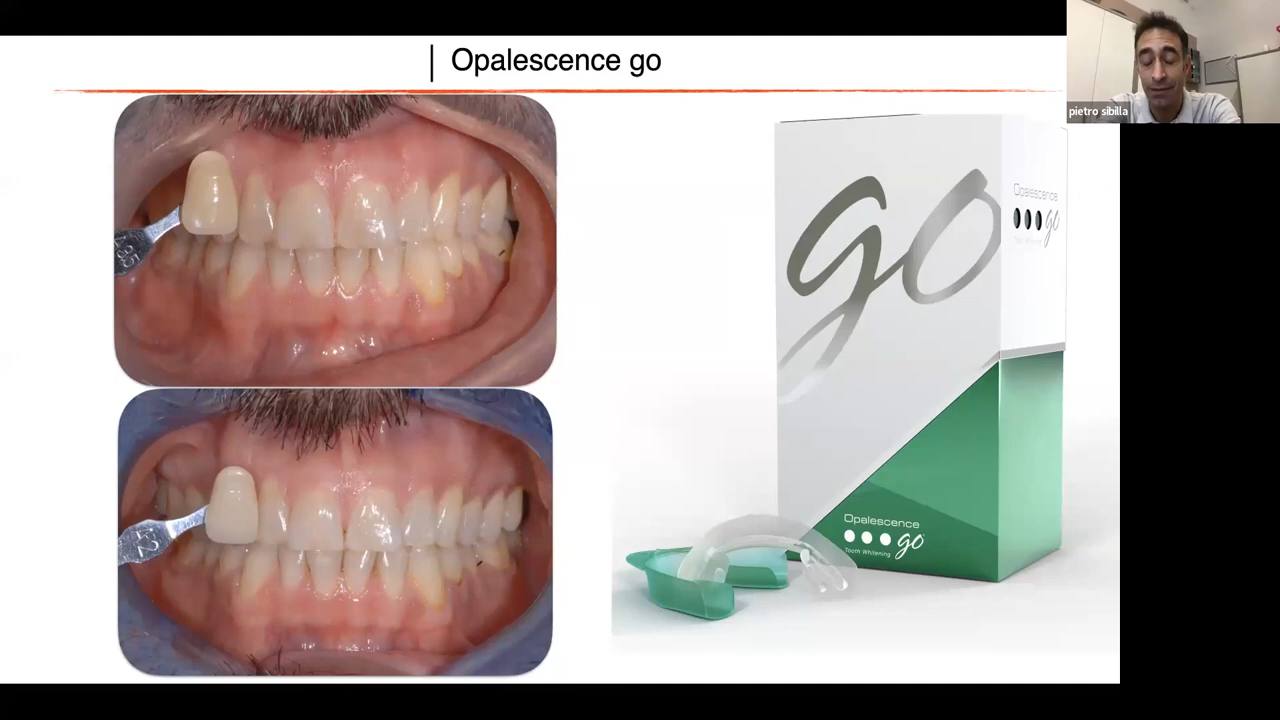 Opalescence go
pietro sibilla
go
Opalescence
go
Opalescence
go
Tooth Whitening